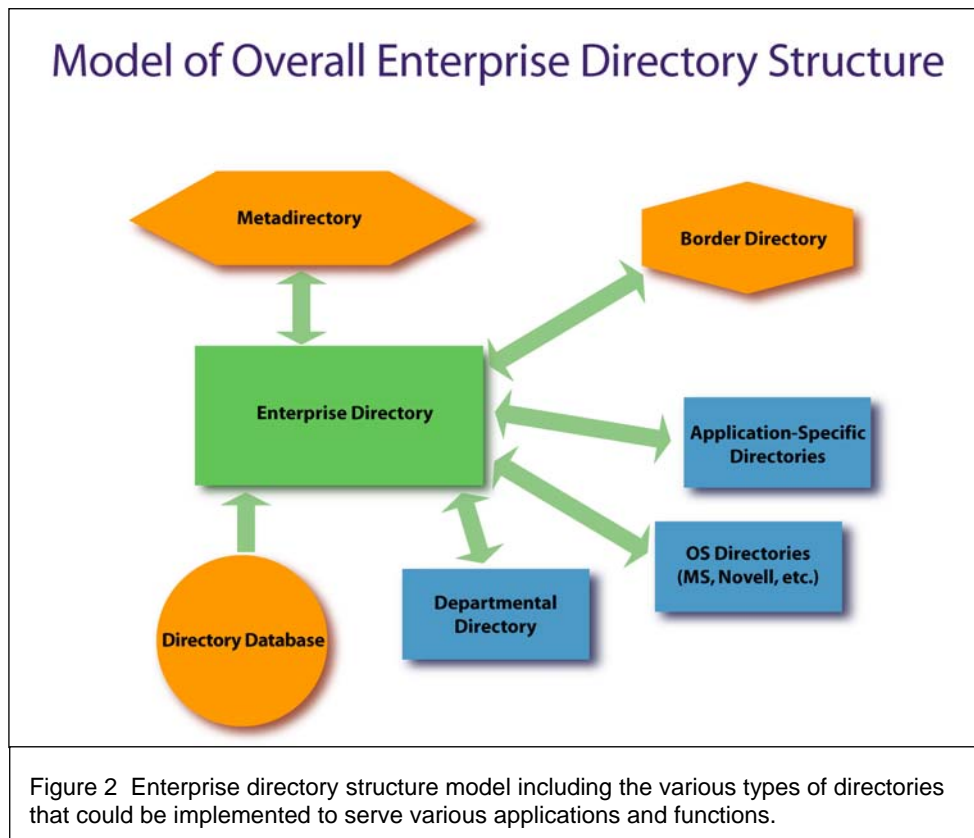 Model of Overall Enterprise Directory Structure
Metadirectory
Border Directory
Enterprise Directory
Application-Specific
Directories
OS Directories
(MS, Novell, etc.)
Departmental
Directory
Directory Database
Figure 2 Enterprise directory structure model including the various types of directories
that could be implemented to serve various applications and functions.